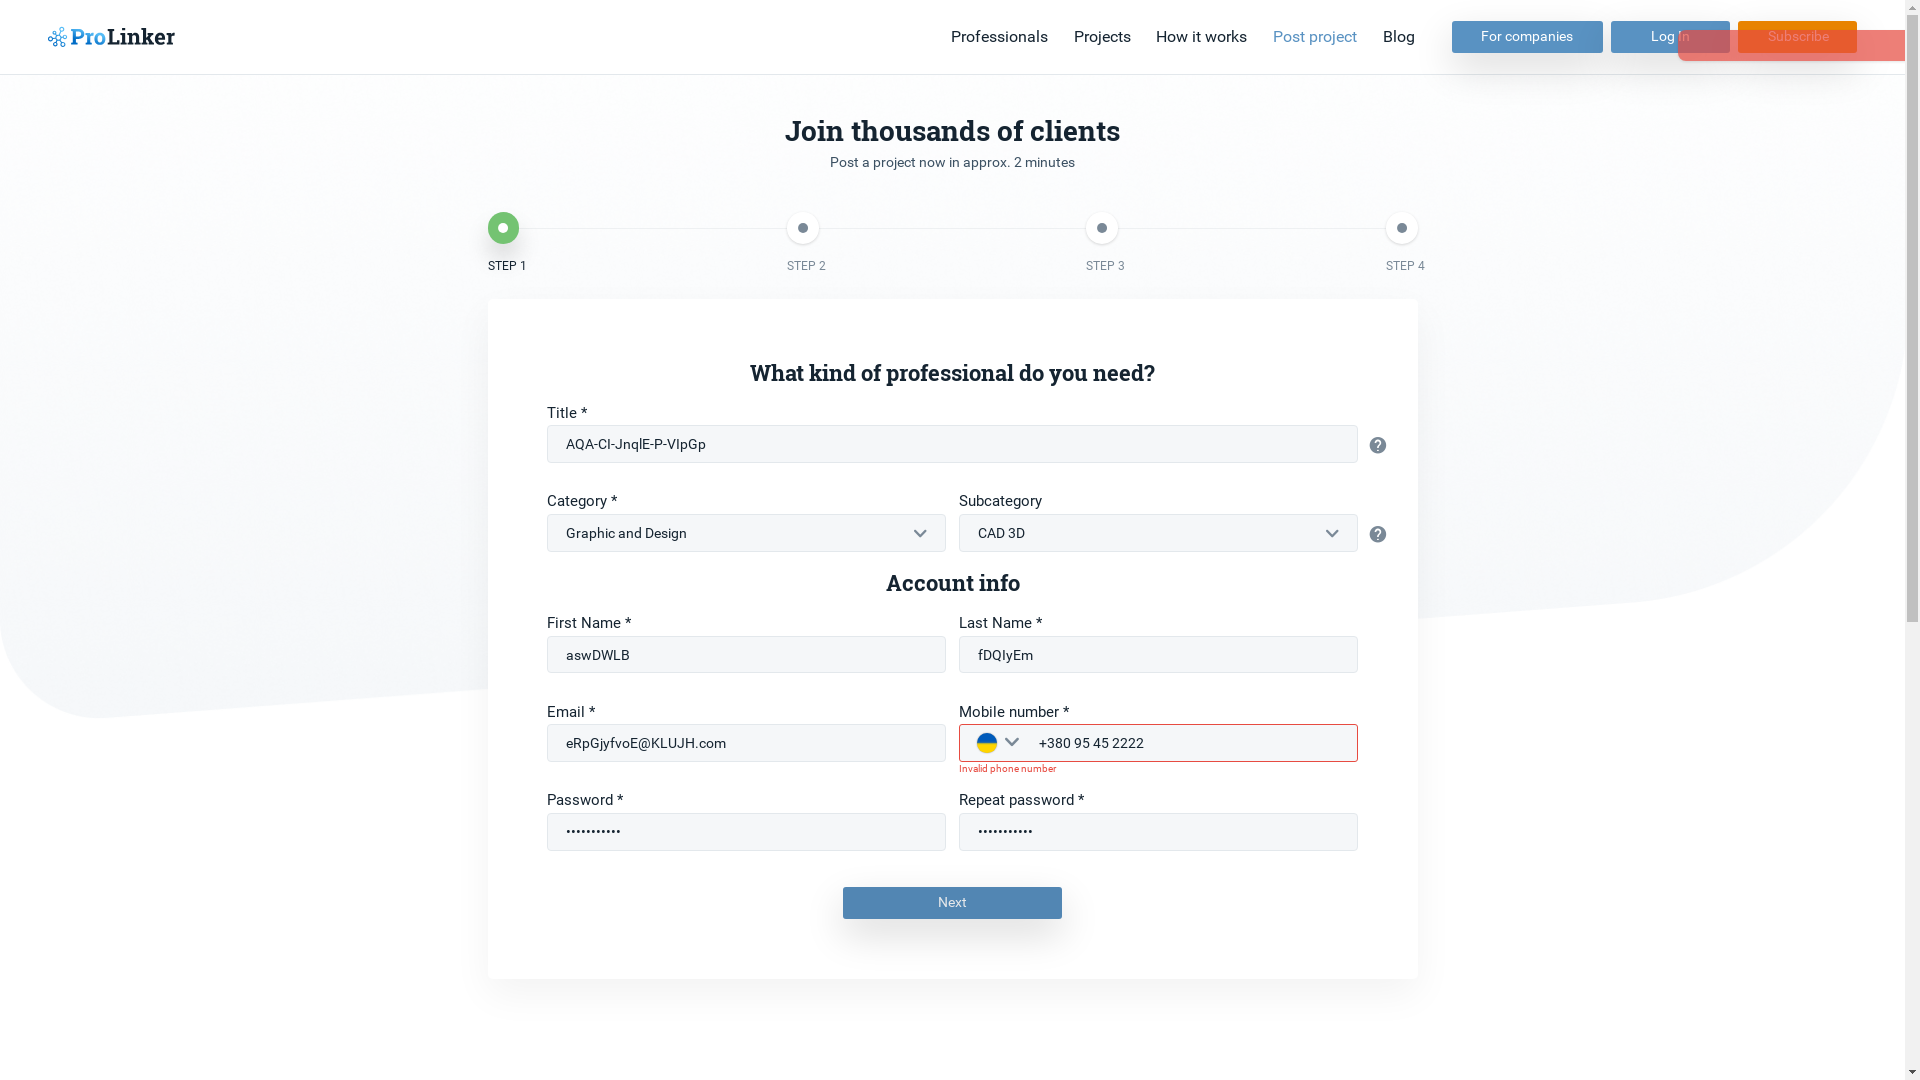 ProLinker
Professionals Projects How it works Post project Blog For companies Log In Subscribe
Join thousands of clients
Post a project now in approx. 2 minutes
STEP 1 STEP 2 STEP 3 STEP 4
What kind of professional do you need?
Title *
AQA-CI-JnqlE-P-VIpGp
Category * Subcategory
Graphic and Design CAD 3D
Account info
First Name * Last Name *
aswDWLB fDQIyEm
Email * Mobile number *
eRpGjyfvoE@KLUJH.com +380 95 45 2222
Invalid phone number
Password * Repeat password *
••••••••••• •••••••••••
Next